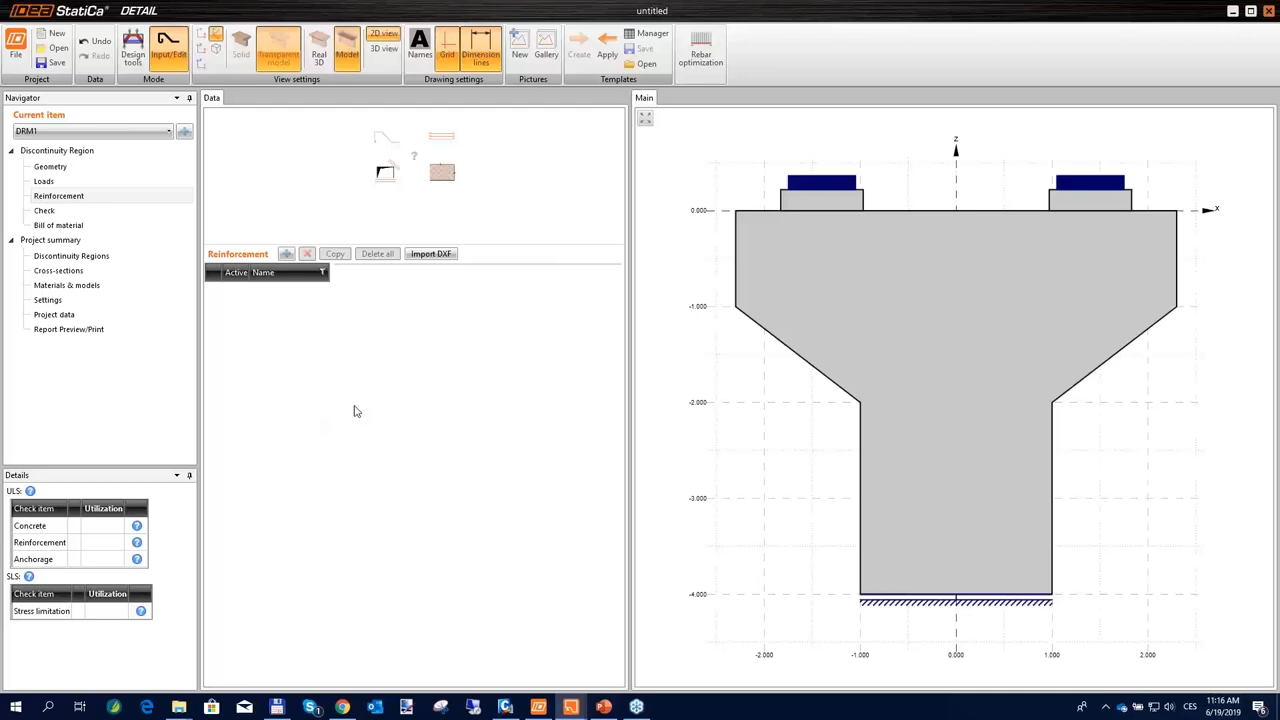 IDEA StatiCa DETAIL
untitled
File
New
Open
Save
Project
Undo
Redo
Data
Design tools
Input/Edit
Mode
Solid
Transparent model
Real 3D
Model
2D view
3D view
View settings
Names
Grid
Dimension lines
Drawing settings
New
Gallery
Pictures
Create
Apply
Manager
Save
Open
Templates
Rebar optimization
Navigator
Current item
DRM1
Discontinuity Region
Geometry
Loads
Reinforcement
Check
Bill of material
Project summary
Discontinuity Regions
Cross-sections
Materials & models
Settings
Project data
Report Preview/Print
Details
ULS:
Check item Utilization
Concrete
Reinforcement
Anchorage
SLS:
Check item Utilization
Stress limitation
Data
?
Reinforcement Copy Delete all Import DXF
Active Name
Main
z
x
0.000
-1.000
-2.000
-3.000
-4.000
-2.000 -1.000 0.000 1.000 2.000
CES
11:16 AM
6/19/2019